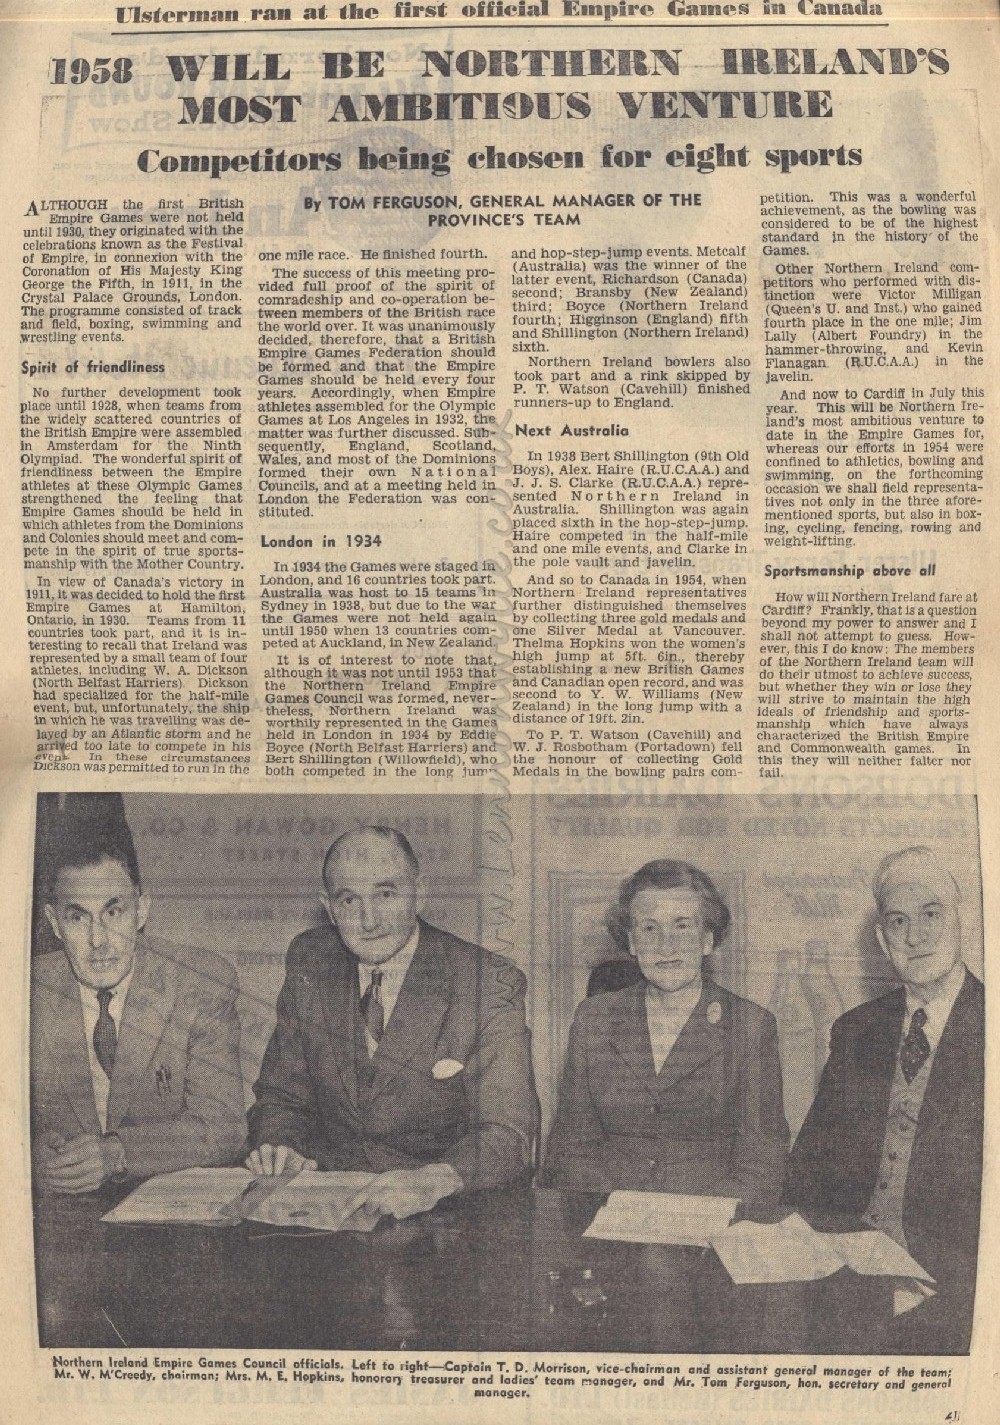 Ulsterman ran at the first official Empire Games in Canada
1958 WILL BE NORTHERN IRELAND'S
MOST AMBITIOUS VENTURE
Competitors being chosen for eight sports
By TOM FERGUSON, GENERAL MANAGER OF THE
PROVINCE'S TEAM
ALTHOUGH the first British
Empire Games were not held
until 1930, they originated with the
celebrations known as the Festival
of Empire, in connexion with the
Coronation of His Majesty King
George the Fifth, in 1911, in the
Crystal Palace Grounds, London.
The programme consisted of track
and field, boxing, swimming and
wrestling events.
Spirit of friendliness
No further development took
place until 1928, when teams from
the widely scattered countries of
the British Empire were assembled
in Amsterdam for the Ninth
Olympiad. The wonderful spirit of
friendliness between the Empire
athletes at these Olympic Games
strengthened the feeling that
Empire Games should be held in
which athletes from the Dominions
and Colonies should meet and com-
pete in the spirit of true sports-
manship with the Mother Country.
In view of Canada's victory in
1911, it was decided to hold the first
Empire Games at Hamilton,
Ontario, in 1930. Teams from 11
countries took part, and it is in-
teresting to recall that Ireland was
represented by a small team of four
athletes, including W. A. Dickson
(North Belfast Harriers). Dickson
had specialized for the half-mile
event, but, unfortunately, the ship
in which he was travelling was de-
layed by an Atlantic storm and he
arrived too late to compete in his
event. In these circumstances
Dickson was permitted to run in the
one mile race. He finished fourth.
The success of this meeting pro-
vided full proof of the spirit of
comradeship and co-operation be-
tween members of the British race
the world over. It was unanimously
decided, therefore, that a British
Empire Games Federation should
be formed and that the Empire
Games should be held every four
years. Accordingly, when Empire
athletes assembled for the Olympic
Games at Los Angeles in 1932, the
matter was further discussed. Sub-
sequently, England, Scotland,
Wales, and most of the Dominions
formed their own National
Councils, and at a meeting held in
London the Federation was con-
stituted.
London in 1934
In 1934 the Games were staged in
London, and 16 countries took part.
Australia was host to 15 teams in
Sydney in 1938, but due to the war
the Games were not held again
until 1950 when 13 countries com-
peted at Auckland, in New Zealand.
It is of interest to note that,
although it was not until 1953 that
the Northern Ireland Empire
Games Council was formed, never-
theless, Northern Ireland was
worthily represented in the Games
held in London in 1934 by Eddie
Boyce (North Belfast Harriers) and
Bert Shillington (Willowfield), who
both competed in the long jump
and hop-step-jump events. Metcalf
(Australia) was the winner of the
latter event, Richardson (Canada)
second; Bransby (New Zealand)
third; Boyce (Northern Ireland
fourth; Higginson (England) fifth
and Shillington (Northern Ireland)
sixth.
Northern Ireland bowlers also
took part and a rink skipped by
P. T. Watson (Cavehill) finished
runners-up to England.
Next Australia
In 1938 Bert Shillington (9th Old
Boys), Alex. Haire (R.U.C.A.A.) and
J. J. S. Clarke (R.U.C.A.A.) repre-
sented Northern Ireland in
Australia. Shillington was again
placed sixth in the hop-step-jump.
Haire competed in the half-mile
and one mile events, and Clarke in
the pole vault and javelin.
And so to Canada in 1954, when
Northern Ireland representatives
further distinguished themselves
by collecting three gold medals and
one Silver Medal at Vancouver.
Thelma Hopkins won the women's
high jump at 5ft. 6in., thereby
establishing a new British Games
and Canadian open record, and was
second to Y. W. Williams (New
Zealand) in the long jump with a
distance of 19ft. 2in.
To P. T. Watson (Cavehill) and
W. J. Rosbotham (Portadown) fell
the honour of collecting Gold
Medals in the bowling pairs com-
petition. This was a wonderful
achievement, as the bowling was
considered to be of the highest
standard in the history of the
Games.
Other Northern Ireland com-
petitors who performed with dis-
tinction were Victor Milligan
(Queen's U. and Inst.) who gained
fourth place in the one mile; Jim
Lally (Albert Foundry) in the
hammer-throwing, and Kevin
Flanagan (R.U.C.A.A.) in the
javelin.
And now to Cardiff in July this
year. This will be Northern Ire-
land's most ambitious venture to
date in the Empire Games for,
whereas our efforts in 1954 were
confined to athletics, bowling and
swimming, on the forthcoming
occasion we shall field representa-
tives not only in the three afore-
mentioned sports, but also in box-
ing, cycling, fencing, rowing and
weight-lifting.
Sportsmanship above all
How will Northern Ireland fare at
Cardiff? Frankly, that is a question
beyond my power to answer and I
shall not attempt to guess. How-
ever, this I do know: The members
of the Northern Ireland team will
do their utmost to achieve success,
but whether they win or lose they
will strive to maintain the high
ideals of friendship and sports-
manship which have always
characterized the British Empire
and Commonwealth games. In
this they will neither falter nor
fail.
Northern Ireland Empire Games Council officials. Left to right—Captain T. D. Morrison, vice-chairman and assistant general manager of the team;
Mr. W. M'Creedy, chairman; Mrs. M. E. Hopkins, honorary treasurer and ladies' team manager, and Mr. Tom Ferguson, hon. secretary and general
manager.